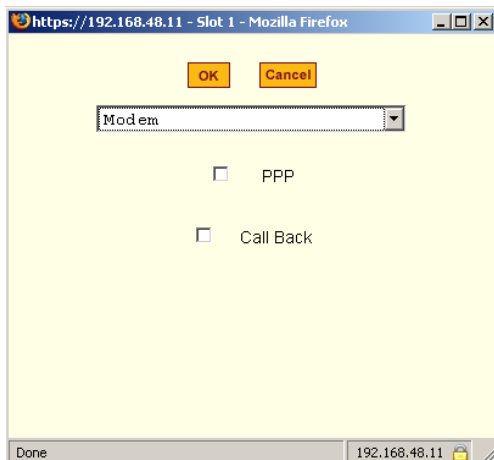 https://192.168.48.11 - Slot 1 - Mozilla Firefox
OK Cancel
Modem
PPP
Call Back
Done 192.168.48.11